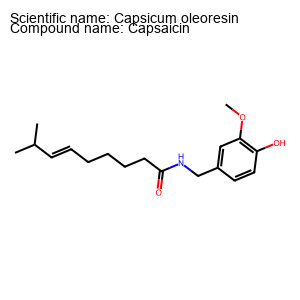 Scientific name: Capsicum oleoresin
Compound name: Capsaicin
O
OH
H
N
O